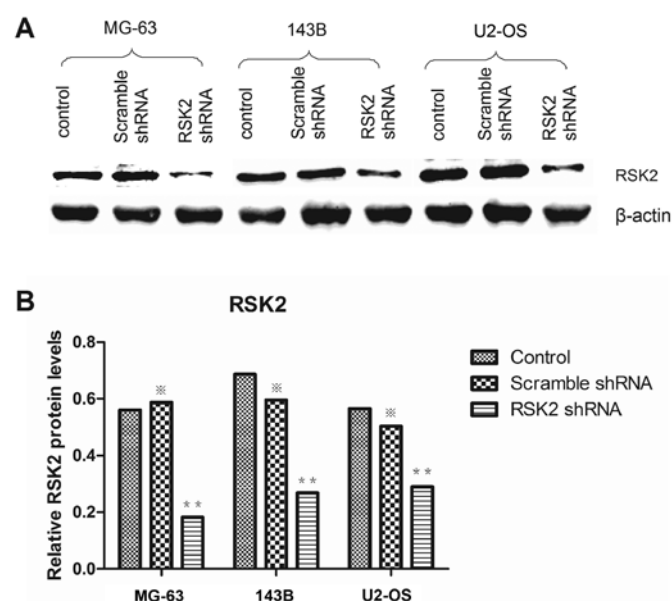 A
MG-63 143B U2-OS
control Scramble shRNA RSK2 shRNA control Scramble shRNA RSK2 shRNA control Scramble shRNA RSK2 shRNA
RSK2
β-actin
B
RSK2
Relative RSK2 protein levels
0.8
0.6
0.4
0.2
0.0
※ ※ ※
** ** **
MG-63 143B U2-OS
Control
Scramble shRNA
RSK2 shRNA